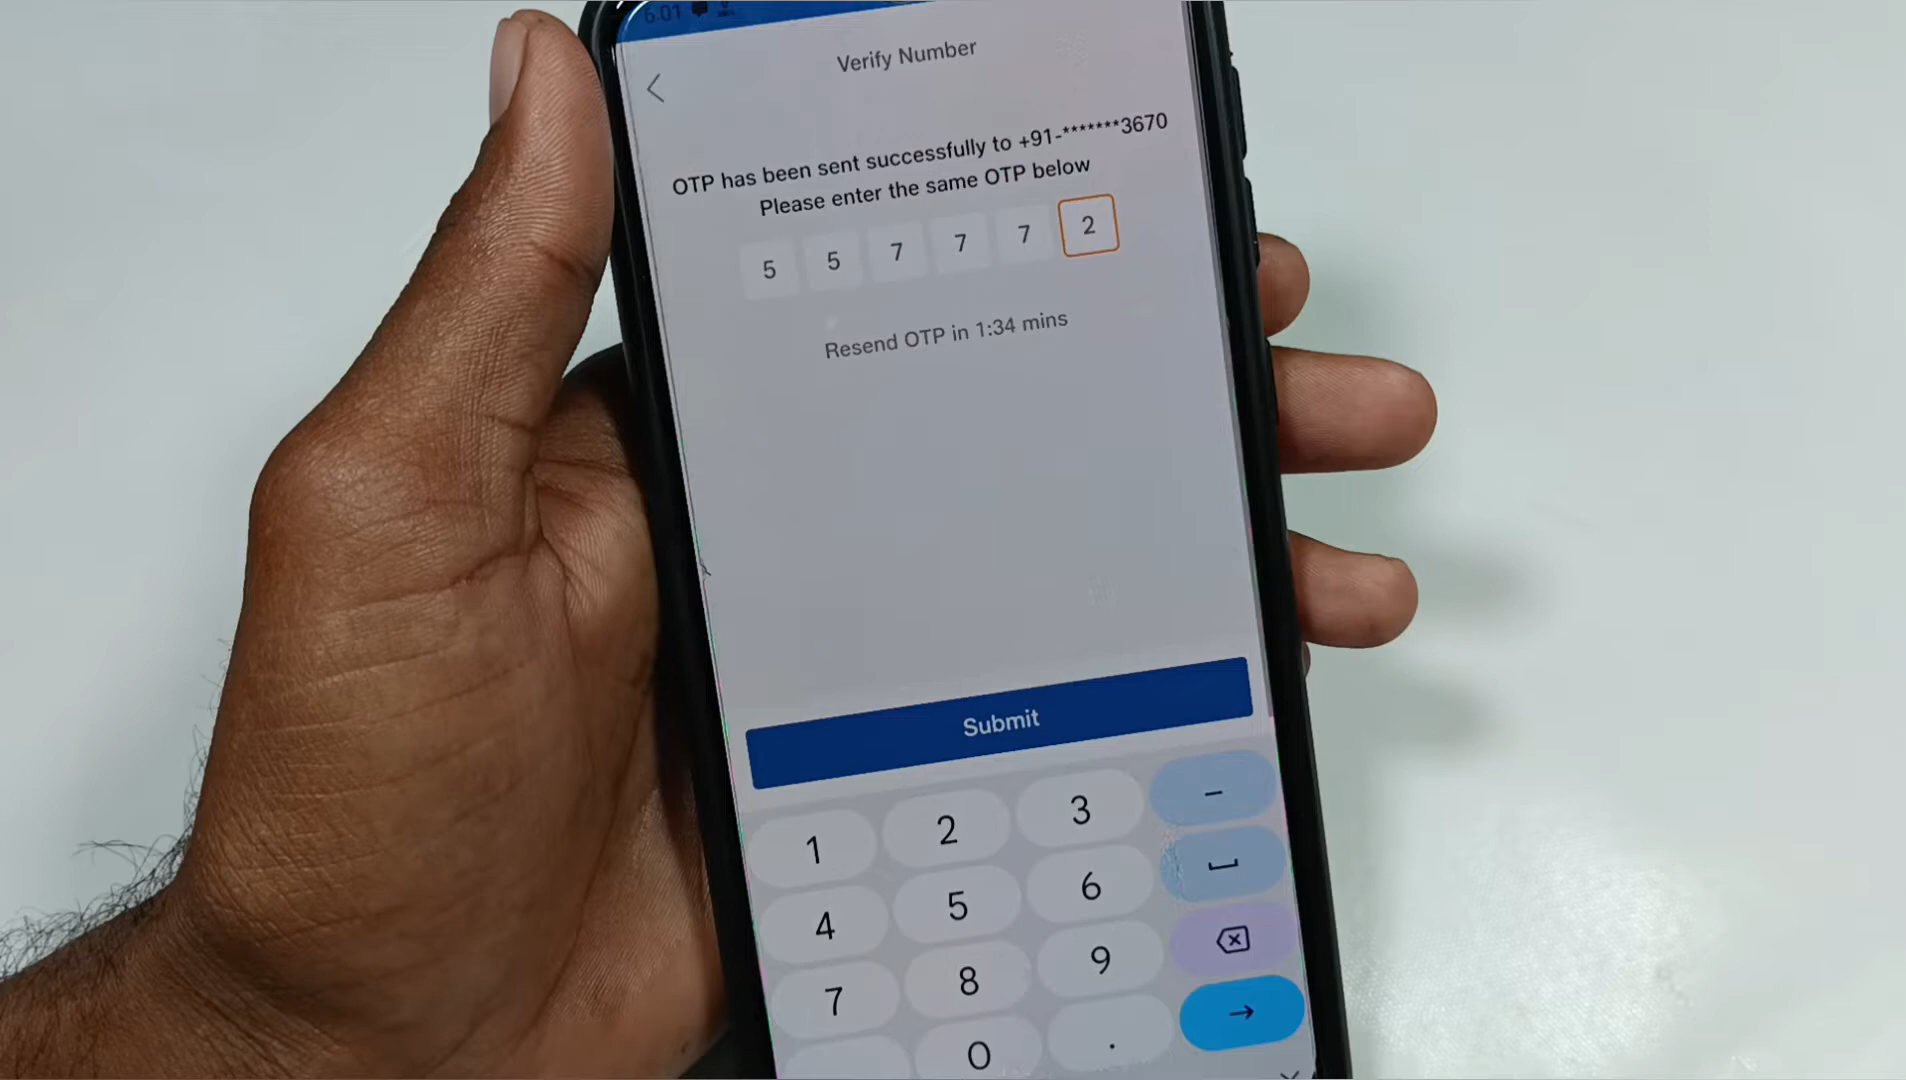 6:01
Verify Number
OTP has been sent successfully to +91-*******3670
Please enter the same OTP below
5 5 7 7 7 2
Resend OTP in 1:34 mins
Submit
1 2 3 −
4 5 6
7 8 9
0 .